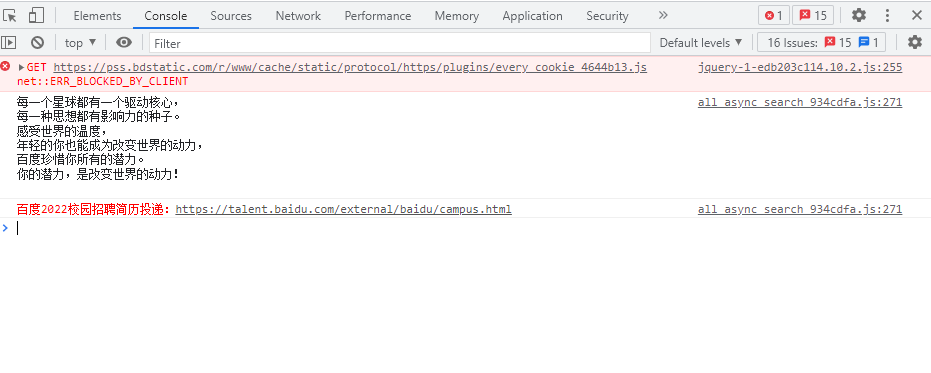 Elements Console Sources Network Performance Memory Application Security » 1 15
top Filter Default levels 16 Issues: 15 1
GET https://pss.bdstatic.com/r/www/cache/static/protocol/https/plugins/every_cookie_4644b13.js jquery-1-edb203c114.10.2.js:255
net::ERR_BLOCKED_BY_CLIENT
每一个星球都有一个驱动核心， all_async_search_934cdfa.js:271
每一种思想都有影响力的种子。
感受世界的温度，
年轻的你也能成为改变世界的动力，
百度珍惜你所有的潜力。
你的潜力，是改变世界的动力！
百度2022校园招聘简历投递：https://talent.baidu.com/external/baidu/campus.html all_async_search_934cdfa.js:271